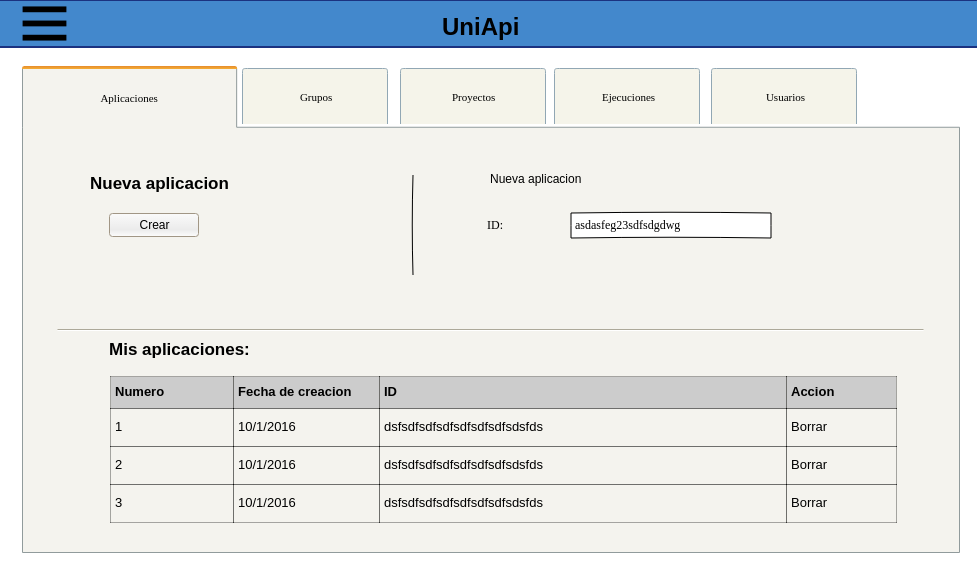 UniApi
Aplicaciones Grupos Proyectos Ejecuciones Usuarios
Nueva aplicacion
Crear
Nueva aplicacion
ID: asdasfeg23sdfsdgdwg
Mis aplicaciones:
Numero Fecha de creacion ID Accion
1 10/1/2016 dsfsdfsdfsdfsdfsdfsdfsdsfds Borrar
2 10/1/2016 dsfsdfsdfsdfsdfsdfsdfsdsfds Borrar
3 10/1/2016 dsfsdfsdfsdfsdfsdfsdfsdsfds Borrar